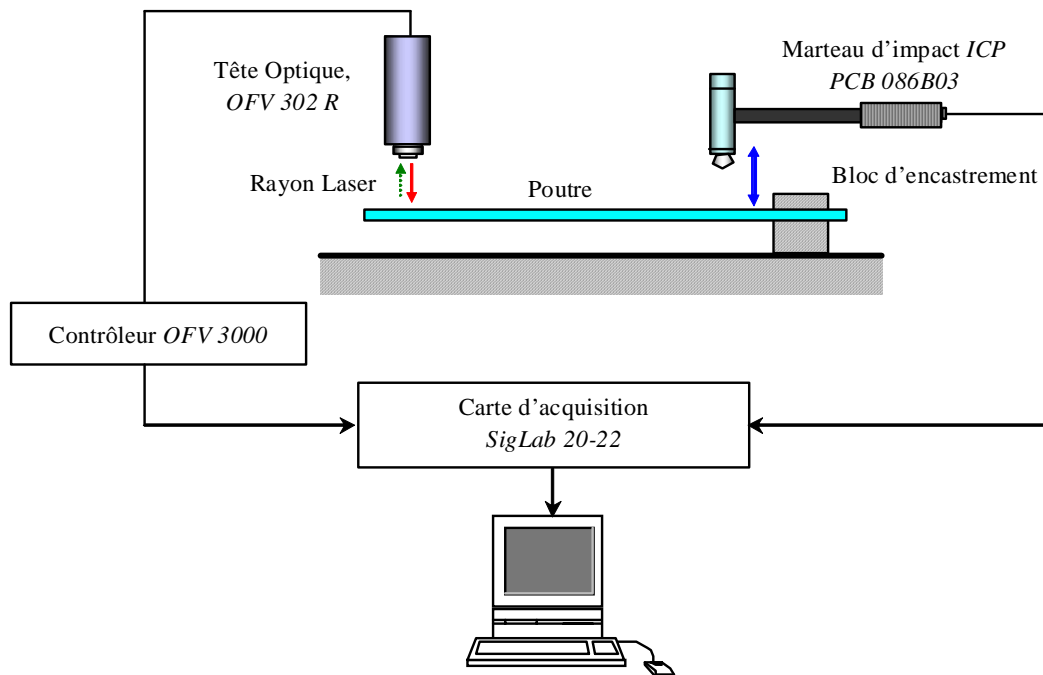 Tête Optique,
OFV 302 R
Marteau d’impact ICP
PCB 086B03
Rayon Laser
Poutre
Bloc d’encastrement
Contrôleur OFV 3000
Carte d’acquisition
SigLab 20-22